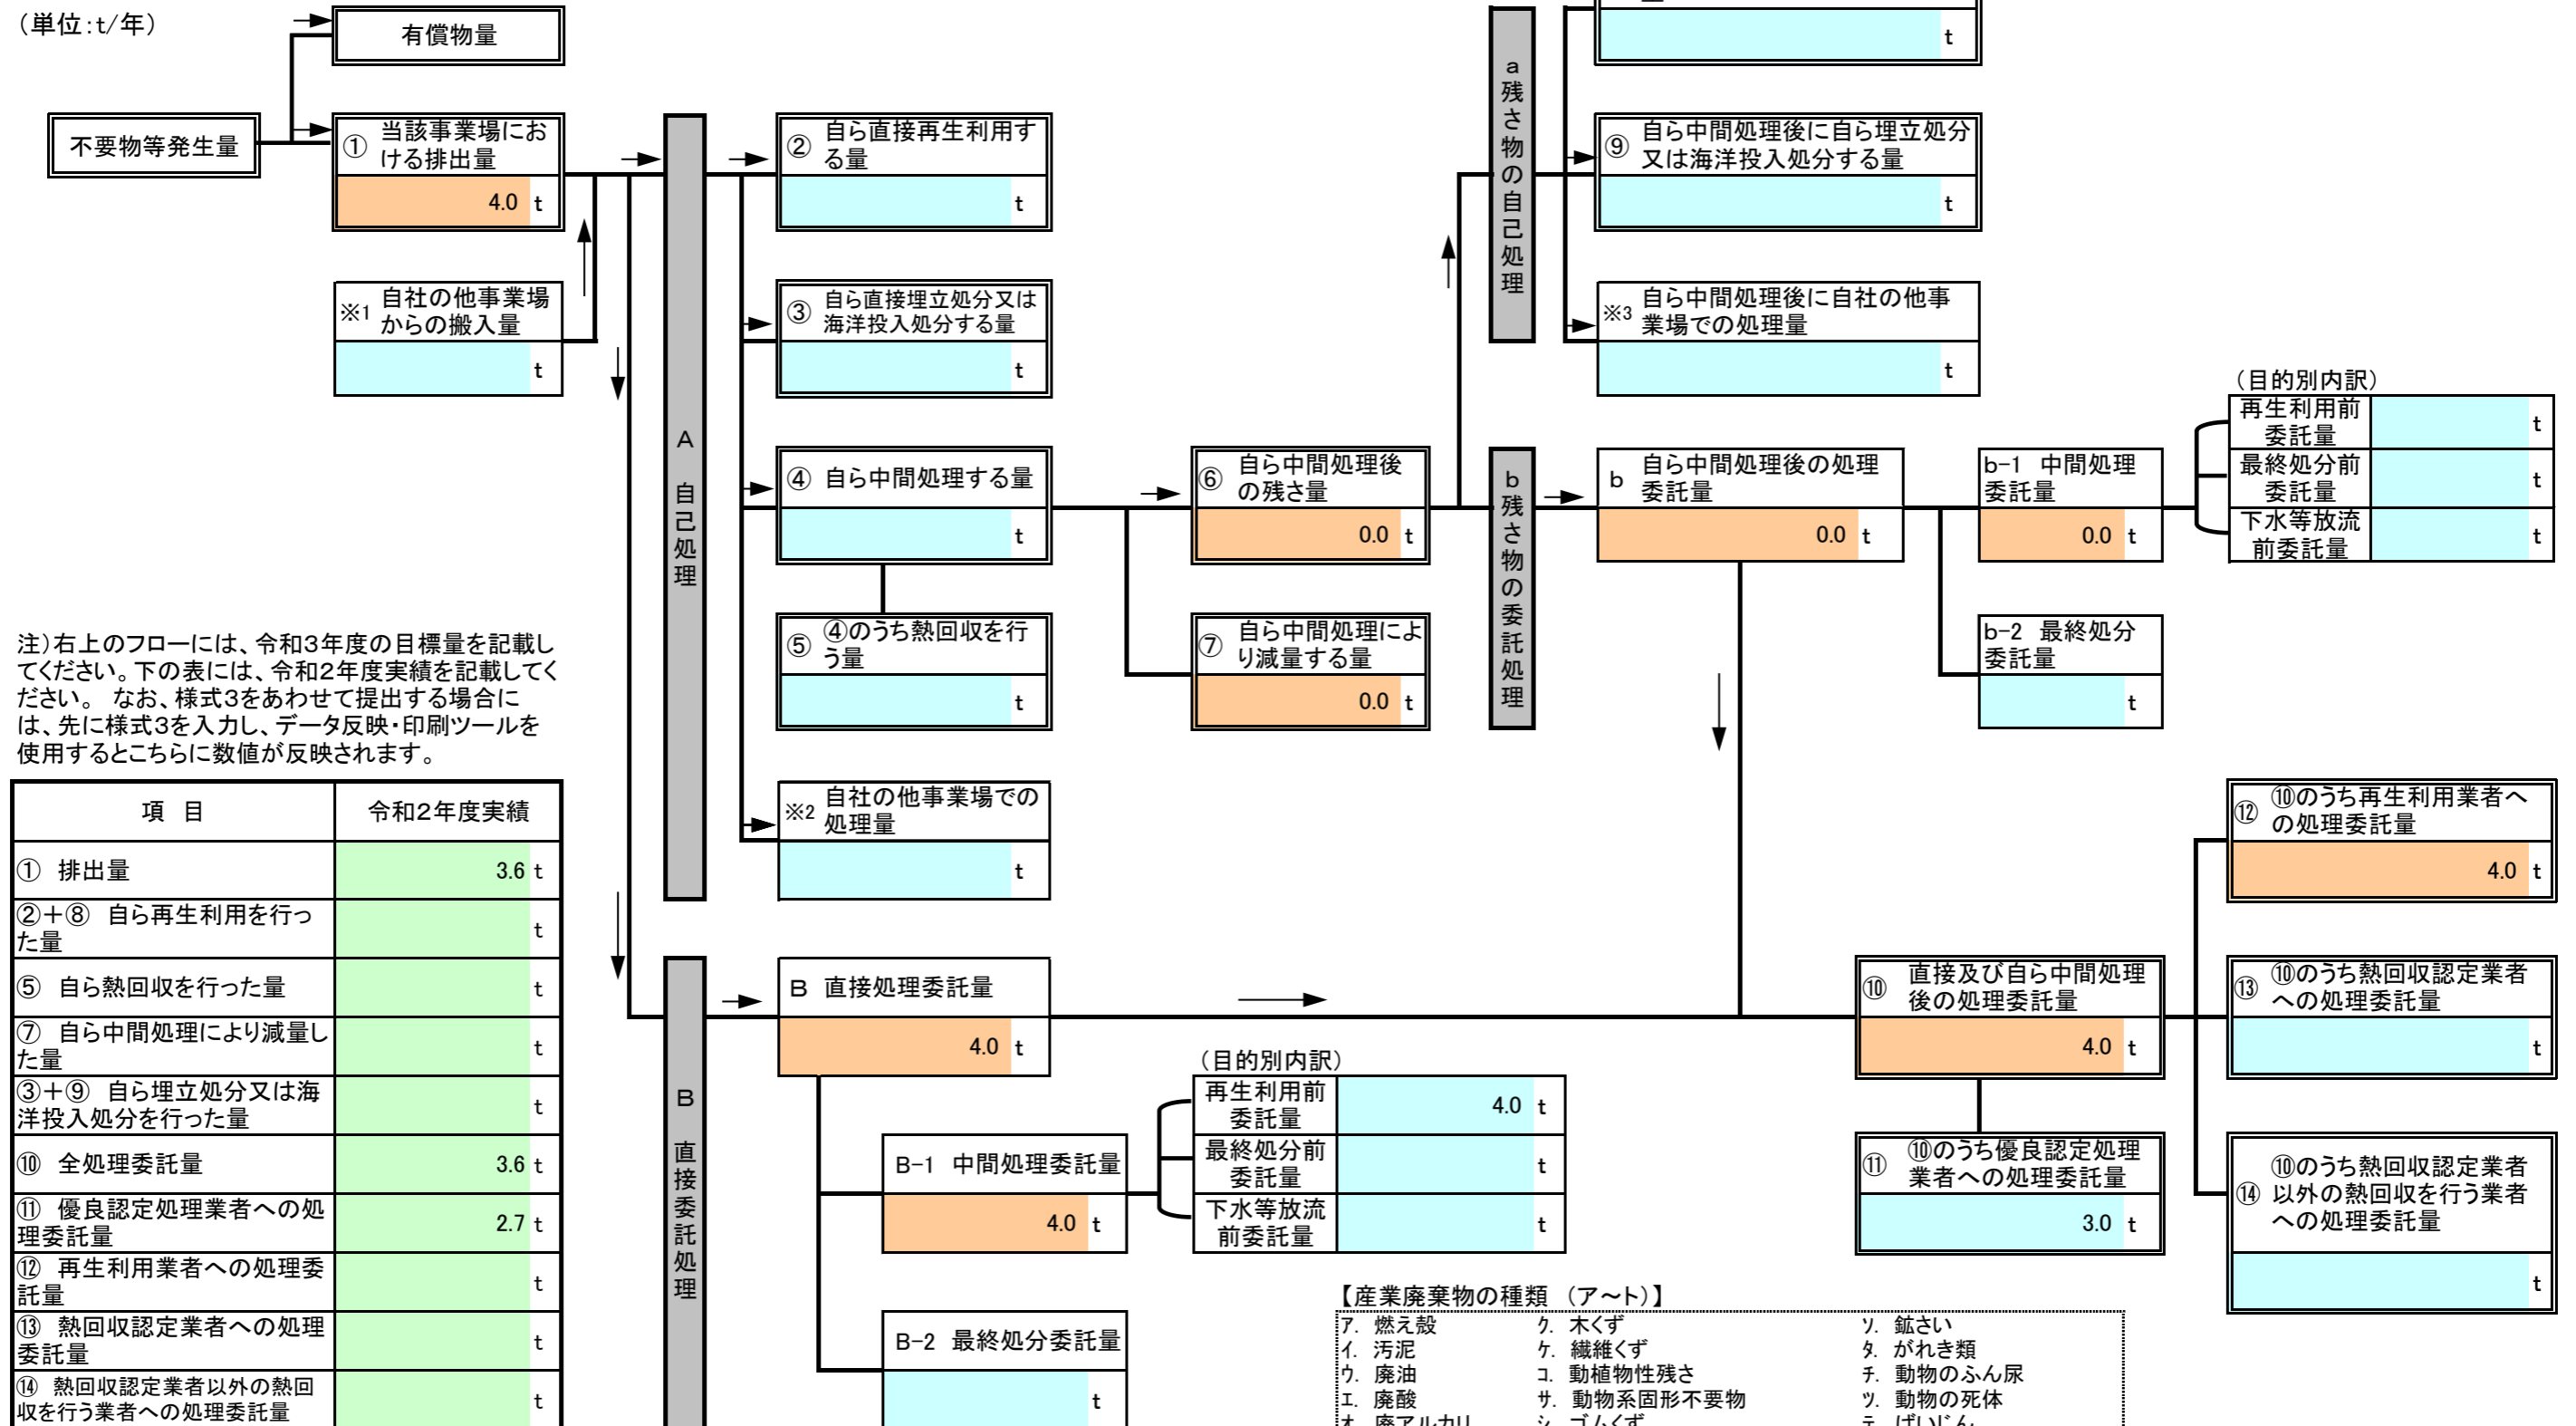 （単位：t/年）
有償物量
不要物等発生量
① 当該事業場にお
ける排出量
4.0 t
※1 自社の他事業場
からの搬入量
t
A 自己処理
② 自ら直接再生利用す
る量
t
③ 自ら直接埋立処分又は
海洋投入処分する量
t
④ 自ら中間処理する量
t
⑤ ④のうち熱回収を行
う量
t
※2 自社の他事業場での
処理量
t
⑥ 自ら中間処理後
の残さ量
0.0 t
⑦ 自ら中間処理によ
り減量する量
0.0 t
a 残さ物の自己処理
t
⑨ 自ら中間処理後に自ら埋立処分
又は海洋投入処分する量
t
※3 自ら中間処理後に自社の他事
業場での処理量
t
b 残さ物の委託処理
b 自ら中間処理後の処理
委託量
0.0 t
b-1 中間処理
委託量
0.0 t
（目的別内訳）
再生利用前
委託量
t
最終処分前
委託量
t
下水等放流
前委託量
t
b-2 最終処分
委託量
t
注）右上のフローには、令和３年度の目標量を記載し
てください。下の表には、令和２年度実績を記載してく
ださい。 なお、様式３をあわせて提出する場合に
は、先に様式３を入力し、データ反映・印刷ツールを
使用するとこちらに数値が反映されます。
項 目 令和２年度実績
① 排出量 3.6 t
②＋⑧ 自ら再生利用を行っ
た量
t
⑤ 自ら熱回収を行った量 t
⑦ 自ら中間処理により減量し
た量
t
③＋⑨ 自ら埋立処分又は海
洋投入処分を行った量
t
⑩ 全処理委託量 3.6 t
⑪ 優良認定処理業者への処
理委託量
2.7 t
⑫ 再生利用業者への処理委
託量
t
⑬ 熱回収認定業者への処理
委託量
t
⑭ 熱回収認定業者以外の熱回
収を行う業者への処理委託量
t
B 直接委託処理
B 直接処理委託量
4.0 t
B-1 中間処理委託量
4.0 t
（目的別内訳）
再生利用前
委託量
4.0 t
最終処分前
委託量
t
下水等放流
前委託量
t
B-2 最終処分委託量
t
⑩ 直接及び自ら中間処理
後の処理委託量
4.0 t
⑪ ⑩のうち優良認定処理
業者への処理委託量
3.0 t
⑫ ⑩のうち再生利用業者へ
の処理委託量
4.0 t
⑬ ⑩のうち熱回収認定業者
への処理委託量
t
⑭ ⑩のうち熱回収認定業者
以外の熱回収を行う業者
への処理委託量
t
【産業廃棄物の種類 （ア～ト）】
ｱ. 燃え殻 ｸ. 木くず ｿ. 鉱さい
ｲ. 汚泥 ｹ. 繊維くず ﾀ. がれき類
ｳ. 廃油 ｺ. 動植物性残さ ﾁ. 動物のふん尿
ｴ. 廃酸 ｻ. 動物系固形不要物 ﾂ. 動物の死体
ｵ. 廃アルカリ ｼ. ゴムくず ﾃ. ばいじん